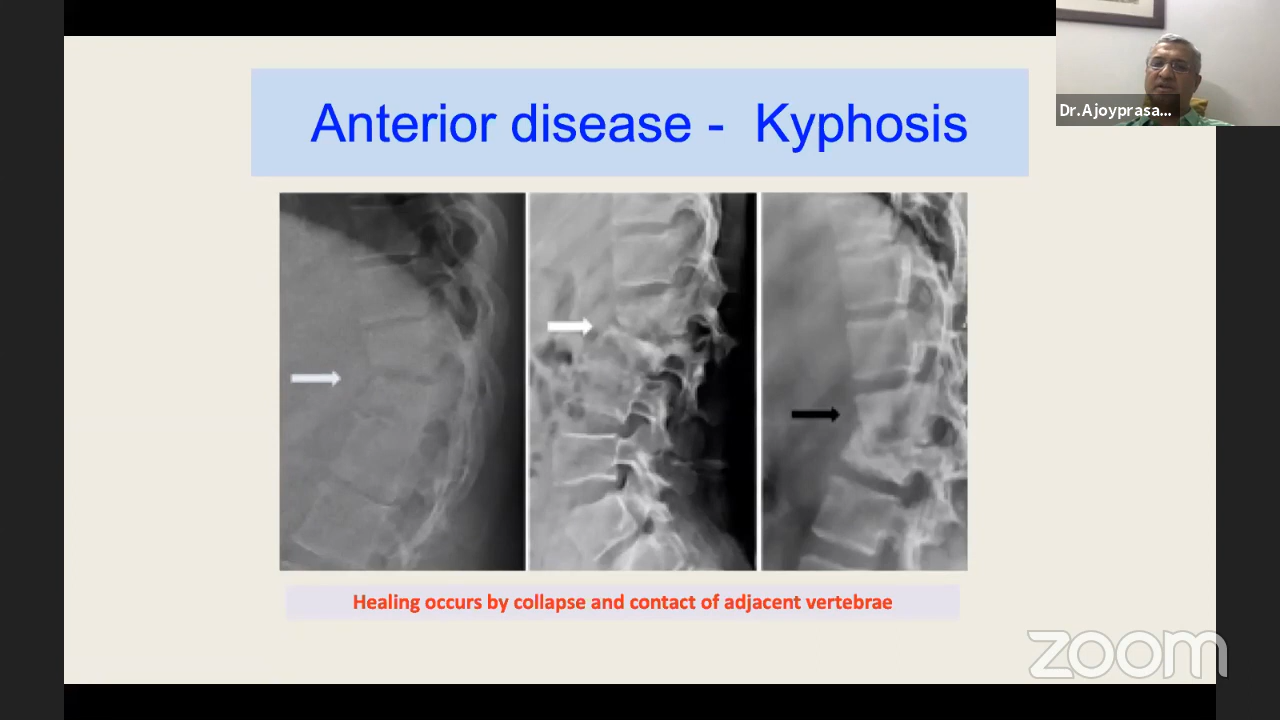 Anterior disease - Kyphosis
Dr.Ajoyprasa...
Healing occurs by collapse and contact of adjacent vertebrae
zoom